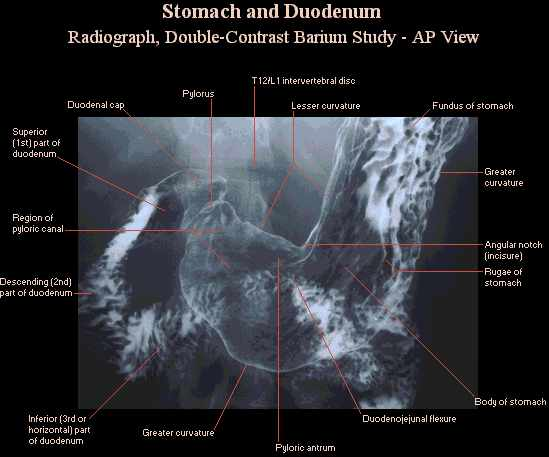 Stomach and Duodenum
Radiograph, Double-Contrast Barium Study - AP View
T12/L1 intervertebral disc
Pylorus
Duodenal cap
Lesser curvature
Fundus of stomach
Superior
(1st) part of
duodenum
Greater
curvature
Region of
pyloric canal
Angular notch
(incisure)
Rugae of
stomach
Descending (2nd)
part of duodenum
Body of stomach
Inferior (3rd or
horizontal) part
of duodenum
Greater curvature
Duodenojejunal flexure
Pyloric antrum